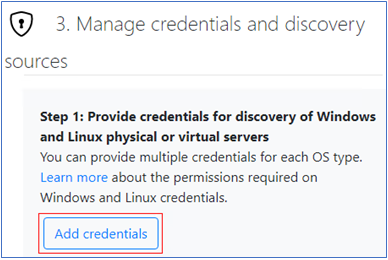 3. Manage credentials and discovery
sources
Step 1: Provide credentials for discovery of Windows
and Linux physical or virtual servers
You can provide multiple credentials for each OS type.
Learn more about the permissions required on
Windows and Linux credentials.
Add credentials